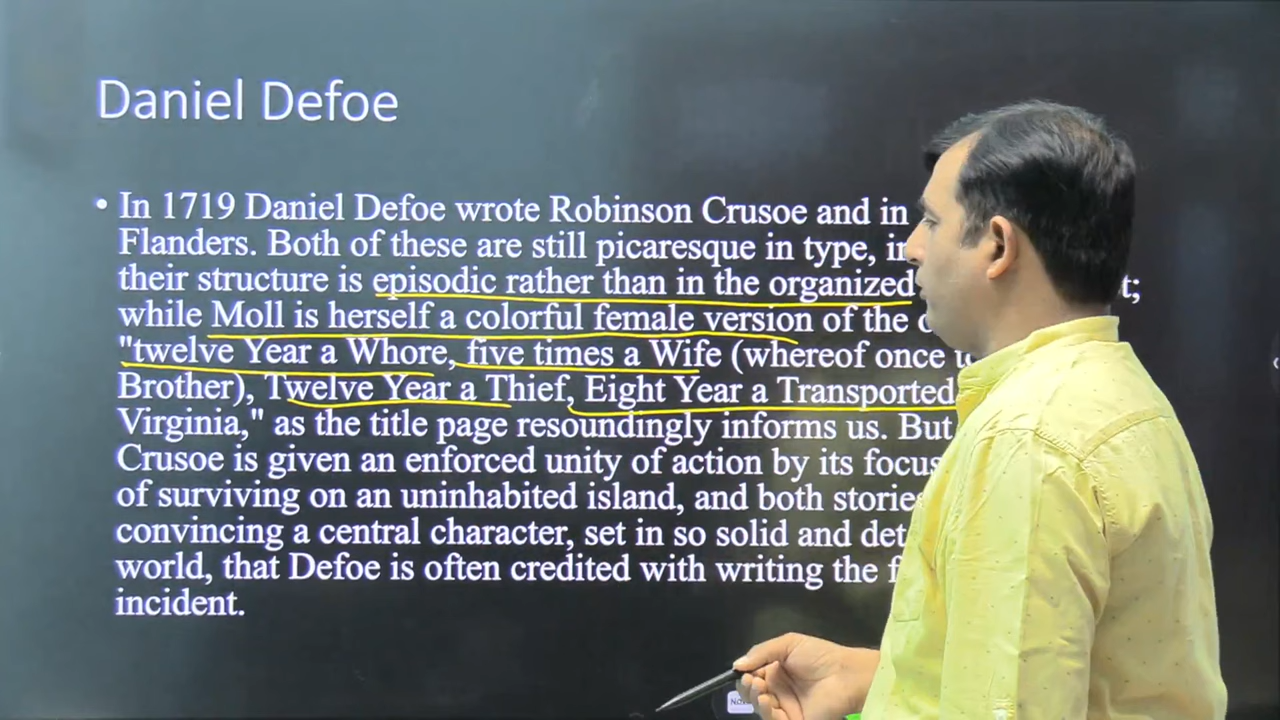 Daniel Defoe
• In 1719 Daniel Defoe wrote Robinson Crusoe and in
Flanders. Both of these are still picaresque in type,
their structure is episodic rather than in the organized
t;
while Moll is herself a colorful female version of the
"twelve Year a Whore, five times a Wife (whereof once
Brother), Twelve Year a Thief, Eight Year a Transported
Virginia," as the title page resoundingly informs us. But
Crusoe is given an enforced unity of action by its focus
of surviving on an uninhabited island, and both stories
convincing a central character, set in so solid and
world, that Defoe is often credited with writing the
incident.